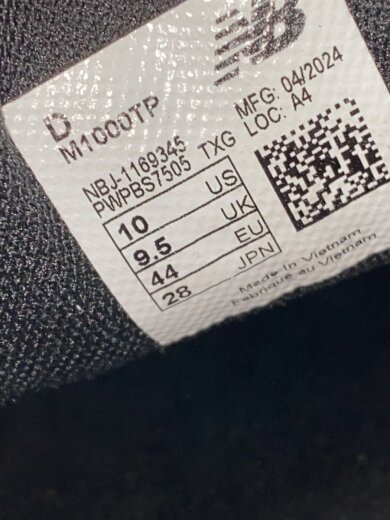 NB
D
M1000TP
MFG: 04/2024
LOC: A4
NBJ-1169345
PWPBS7505 TXG
10 US
9.5 UK
44 EU
28 JPN
Made In Vietnam
Fabriqué au Vietnam